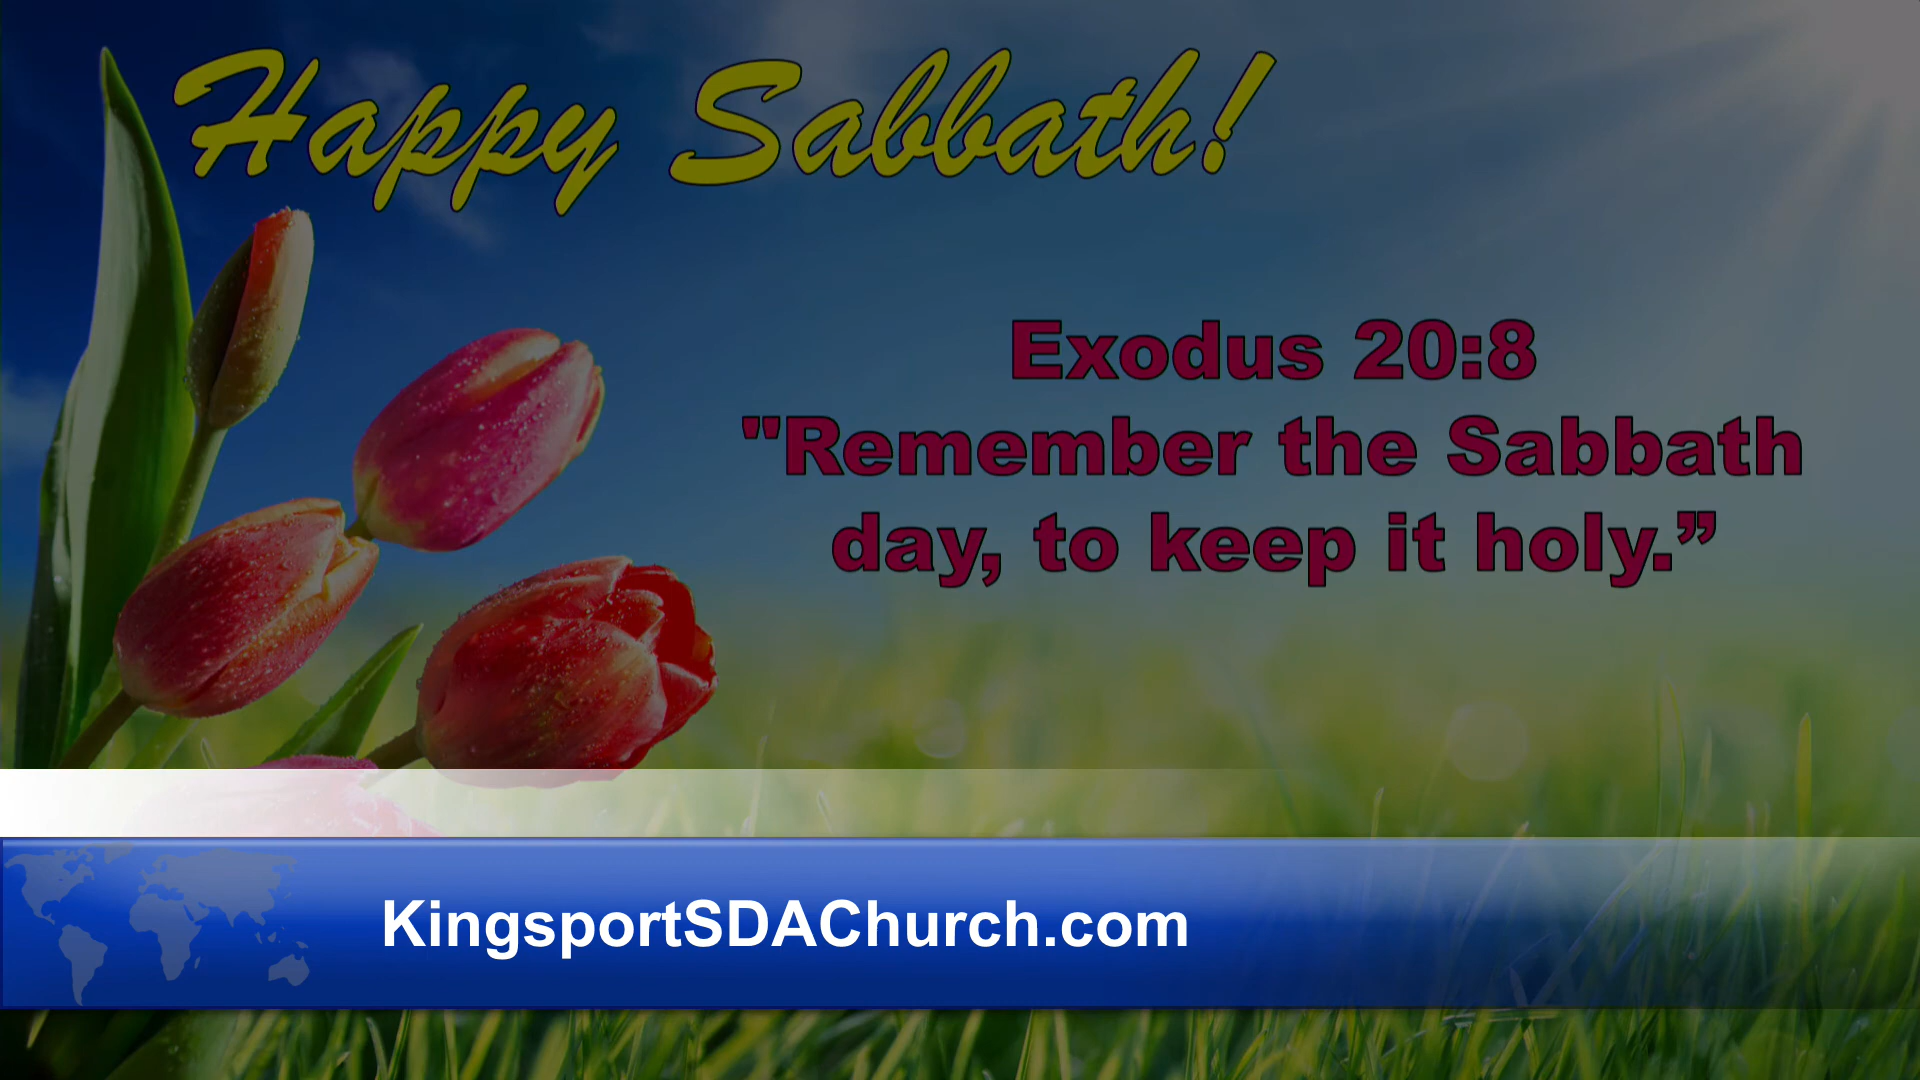 Happy Sabbath!
Exodus 20:8
"Remember the Sabbath
day, to keep it holy.”
KingsportSDAChurch.com